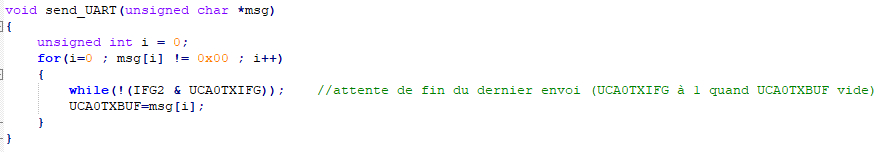 void send_UART(unsigned char *msg)
{
    unsigned int i = 0;
    for(i=0 ; msg[i] != 0x00 ; i++)
    {
        while(!(IFG2 & UCA0TXIFG));    //attente de fin du dernier envoi (UCA0TXIFG à 1 quand UCA0TXBUF vide)
        UCA0TXBUF=msg[i];
    }
}